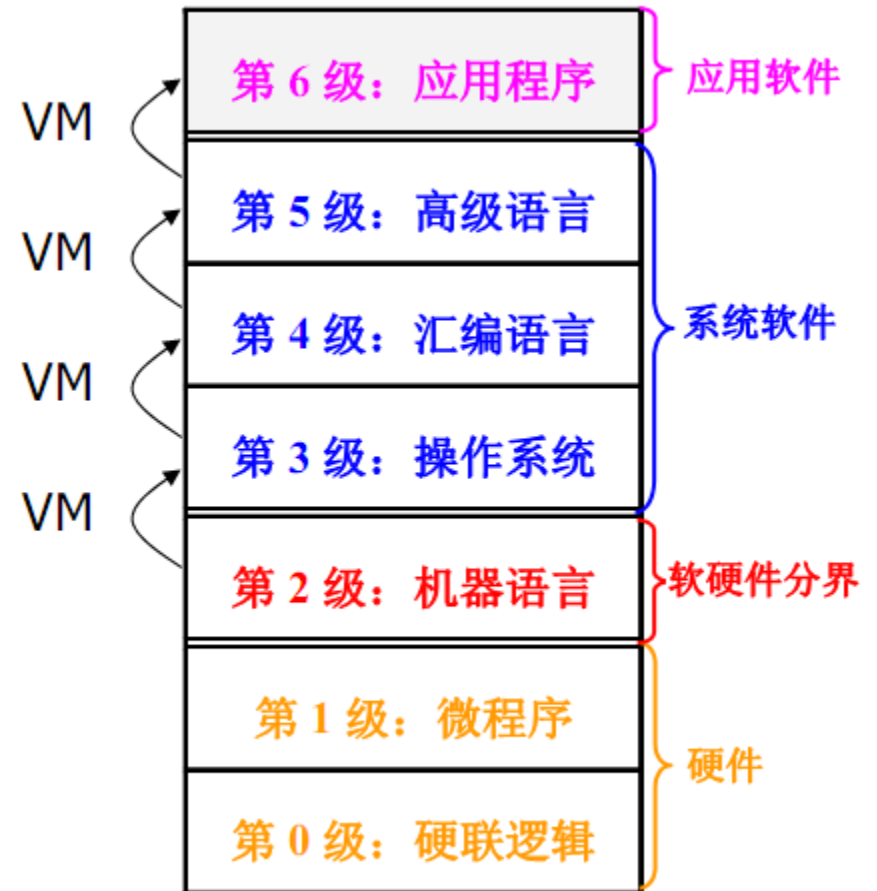 第 6 级：应用程序
应用软件
VM
第 5 级：高级语言
VM
第 4 级：汇编语言
系统软件
VM
第 3 级：操作系统
VM
第 2 级：机器语言
软硬件分界
第 1 级：微程序
硬件
第 0 级：硬联逻辑